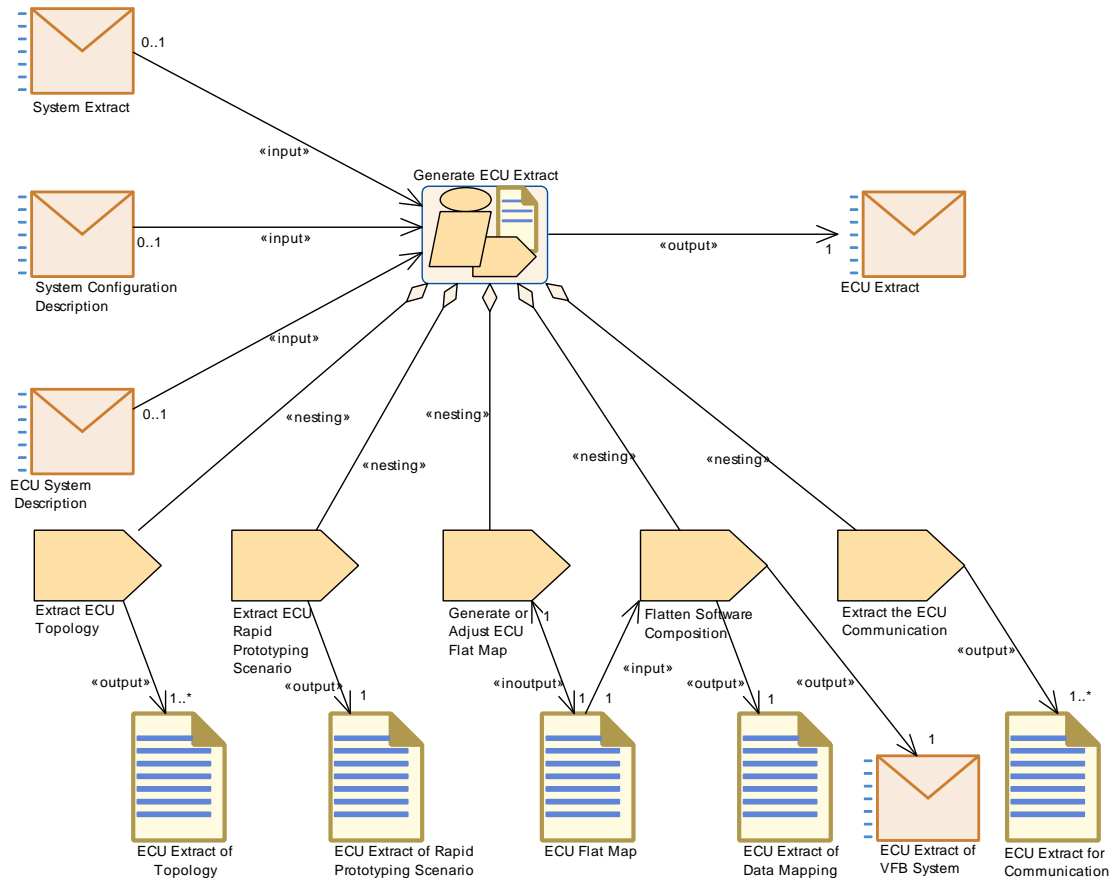 0..1
System Extract
«input»
Generate ECU Extract
0..1
«input»
«output»
1
System Configuration
Description
ECU Extract
«input»
0..1
«nesting»
«nesting»
«nesting»
«nesting»
«nesting»
ECU System
Description
Extract ECU
Topology
Extract ECU
Rapid
Prototyping
Scenario
Generate or
Adjust ECU
Flat Map
1
Flatten Software
Composition
Extract the ECU
Communication
«output»
1..*
«output»
1
«inoutput»
1
1
«input»
«output»
1
«output»
1
«output»
1..*
ECU Extract of
Topology
ECU Extract of Rapid
Prototyping Scenario
ECU Flat Map
ECU Extract of
Data Mapping
ECU Extract of
VFB System
ECU Extract for
Communication